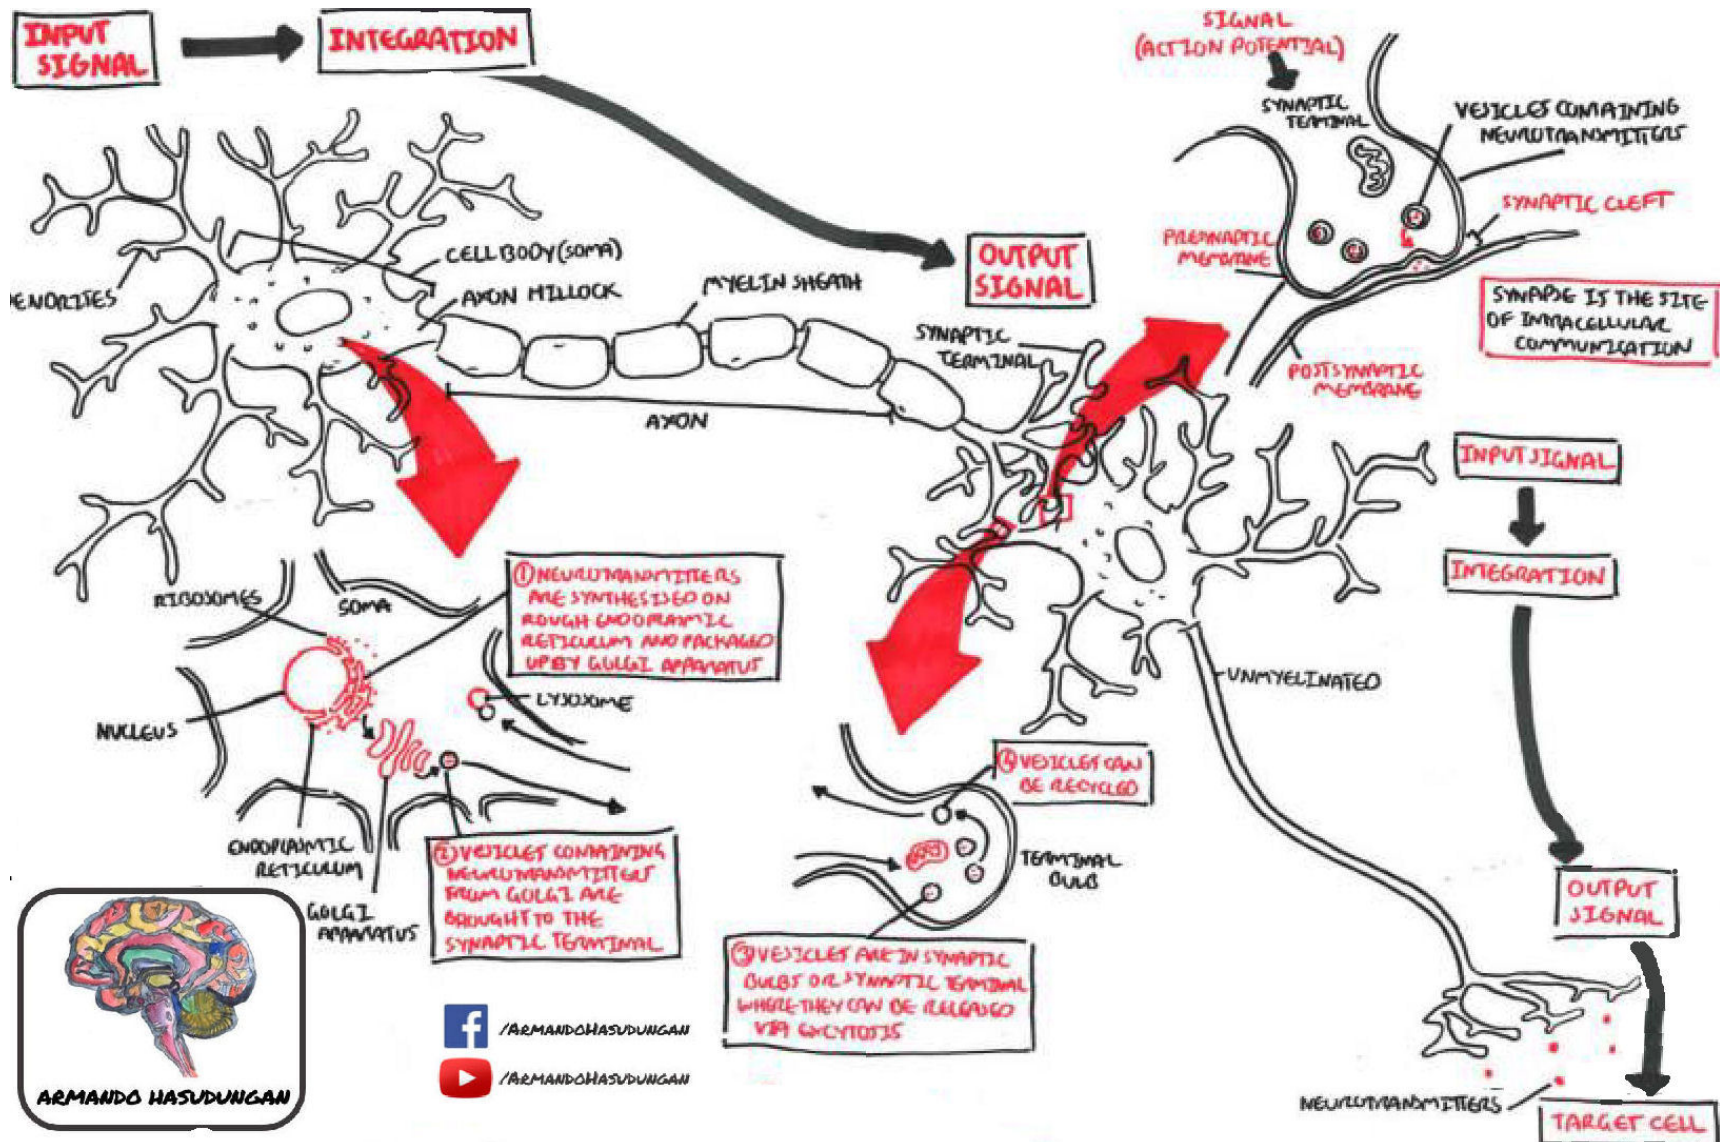 INPUT
SIGNAL
INTEGRATION
SIGNAL
(ACTION POTENTIAL)
SYNAPTIC
TERMINAL
VESICLES CONTAINING
NEUROTRANSMITTERS
SYNAPTIC CLEFT
PRESYNAPTIC
MEMBRANE
SYNAPSE IS THE SITE
OF INTRACELLULAR
COMMUNICATION
POSTSYNAPTIC
MEMBRANE
CELL BODY (SOMA)
DENDRITES
AXON HILLOCK
MYELIN SHEATH
OUTPUT
SIGNAL
SYNAPTIC
TERMINAL
AXON
INPUT SIGNAL
INTEGRATION
RIBOSOMES
SOMA
① NEUROTRANSMITTERS
ARE SYNTHESISED ON
ROUGH ENDOPLASMIC
RETICULUM AND PACKAGED
UP BY GOLGI APPARATUS
LYSOSOME
NUCLEUS
UNMYELINATED
④ VESICLES CAN
BE RECYCLED
ENDOPLASMIC
RETICULUM
GOLGI
APPARATUS
② VESICLES CONTAINING
NEUROTRANSMITTERS
FROM GOLGI ARE
BROUGHT TO THE
SYNAPTIC TERMINAL
TERMINAL
BULB
③ VESICLES ARE IN SYNAPTIC
BULBS OR SYNAPTIC TERMINAL
WHERE THEY CAN BE RELEASED
VIA EXCYTOSIS
OUTPUT
SIGNAL
NEUROTRANSMITTERS
TARGET CELL
ARMANDO HASUDUNGAN
/ARMANDOHASUDUNGAN
/ARMANDOHASUDUNGAN